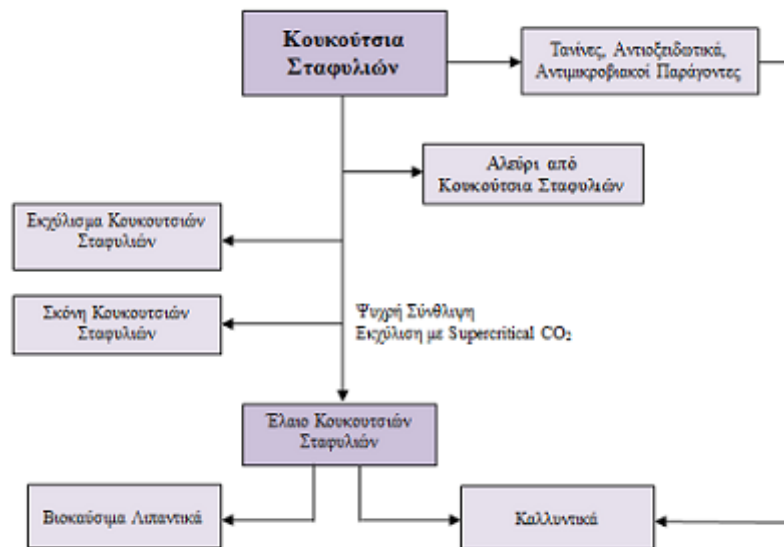 Κουκούτσια
Σταφυλιών
Τανίνες, Αντιοξειδωτικά,
Αντιμικροβιακοί Παράγοντες
Αλεύρι από
Κουκούτσια Σταφυλιών
Εκχύλισμα Κουκουτσιών
Σταφυλιών
Σκόνη Κουκουτσιών
Σταφυλιών
Ψυχρή Σύνθλιψη
Εκχύλιση με Supercritical CO₂
Έλαιο Κουκουτσιών
Σταφυλιών
Βιοκαύσιμα Λιπαντικά
Καλλυντικά